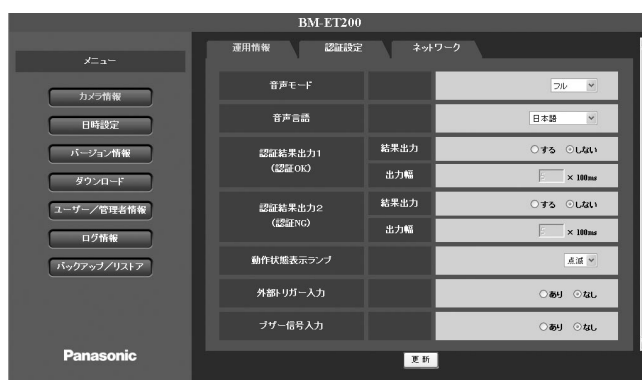 BM-ET200
メニュー
カメラ情報
日時設定
バージョン情報
ダウンロード
ユーザー／管理者情報
ログ情報
バックアップ／リストア
Panasonic
運用情報 認証設定 ネットワーク
音声モード フル
音声言語 日本語
認証結果出力1
(認証OK)
結果出力 する しない
出力幅 × 100ms
認証結果出力2
(認証NG)
結果出力 する しない
出力幅 × 100ms
動作状態表示ランプ 点滅
外部トリガー入力 あり なし
ブザー信号入力 あり なし
更新